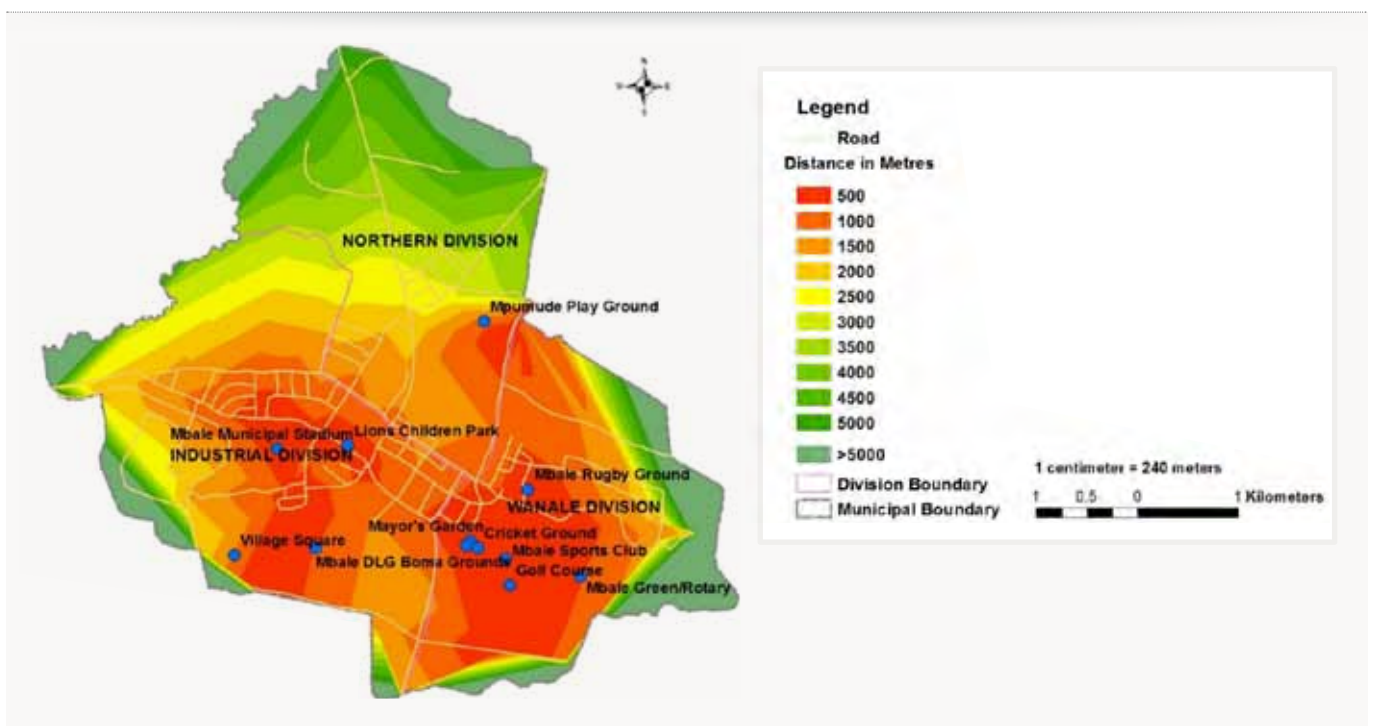 N
NORTHERN DIVISION
Mpumude Play Ground
Mbale Municipal Stadium
Lions Children Park
INDUSTRIAL DIVISION
Mbale Rugby Ground
WANALE DIVISION
Mayor's Garden
Cricket Ground
Village Square
Mbale Sports Club
Mbale DLG Boma Grounds
Golf Course
Mbale Green/Rotary
Legend
Road
Distance in Metres
500
1000
1500
2000
2500
3000
3500
4000
4500
5000
>5000
Division Boundary
Municipal Boundary
1 centimeter = 240 meters
1 0.5 0 1 Kilometers